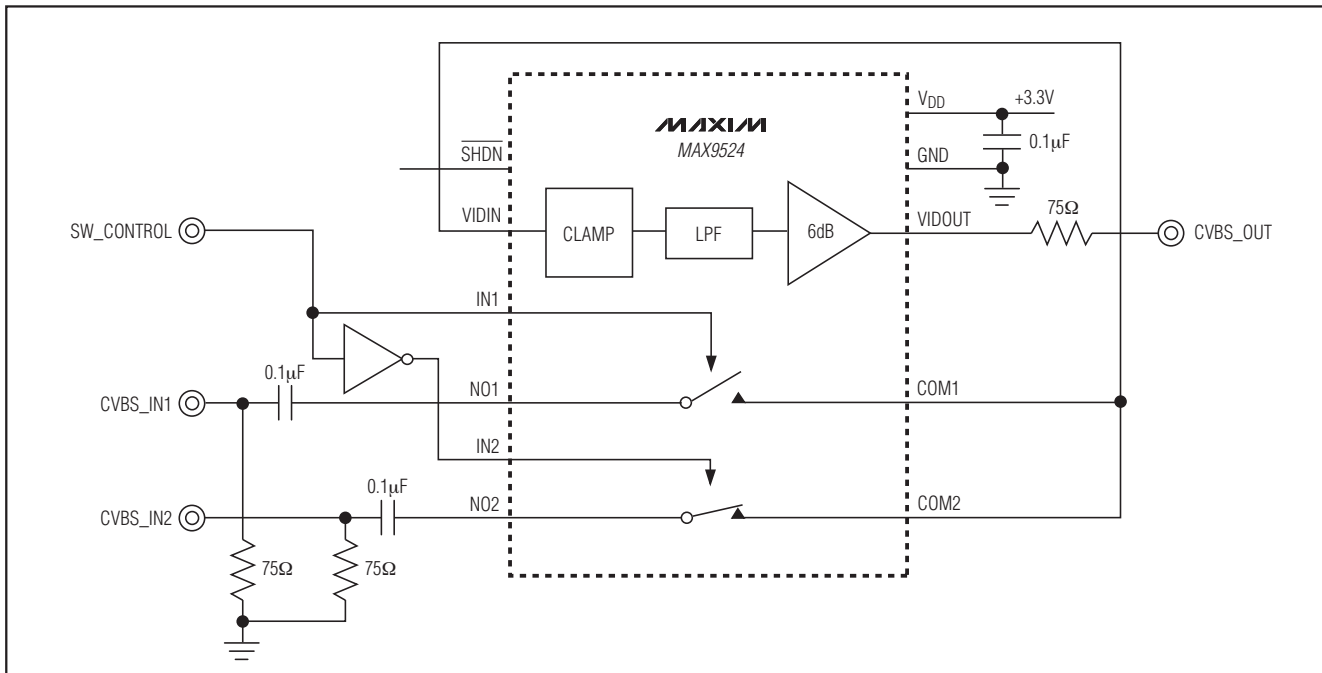 VDD
+3.3V
MAXIM
MAX9524
SHDN
0.1µF
GND
VIDIN
CLAMP
LPF
6dB
VIDOUT
75Ω
CVBS_OUT
SW_CONTROL
IN1
0.1µF
CVBS_IN1
NO1
COM1
IN2
0.1µF
CVBS_IN2
NO2
COM2
75Ω
75Ω